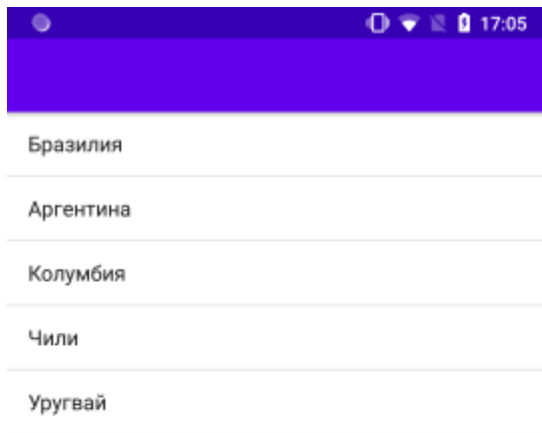 17:05
Бразилия
Аргентина
Колумбия
Чили
Уругвай